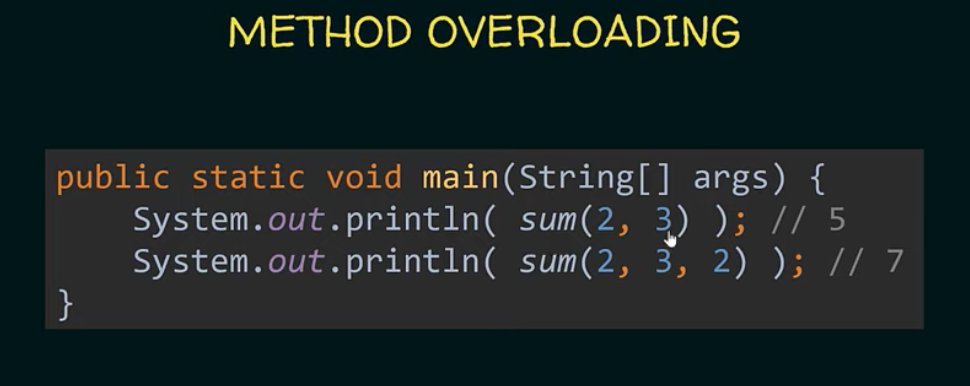 METHOD OVERLOADING
public static void main(String[] args) {
System.out.println( sum(2, 3) ); // 5
System.out.println( sum(2, 3, 2) ); // 7
}